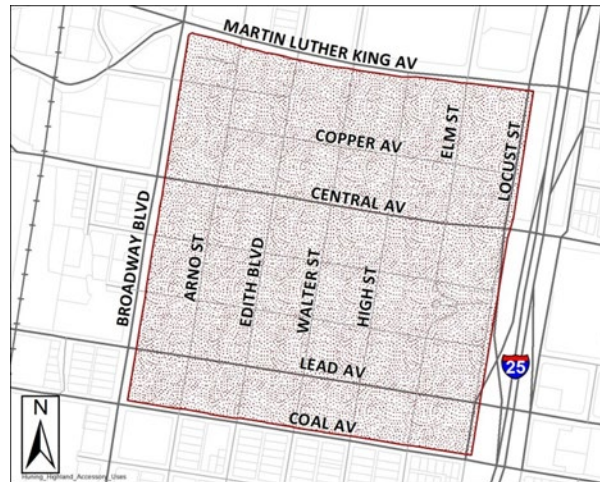 MARTIN LUTHER KING AV
COPPER AV
ELM ST
LOCUST ST
CENTRAL AV
BROADWAY BLVD
ARNO ST
EDITH BLVD
WALTER ST
HIGH ST
LEAD AV
25
COAL AV
N
Huning_Highland_Accessory_Uses